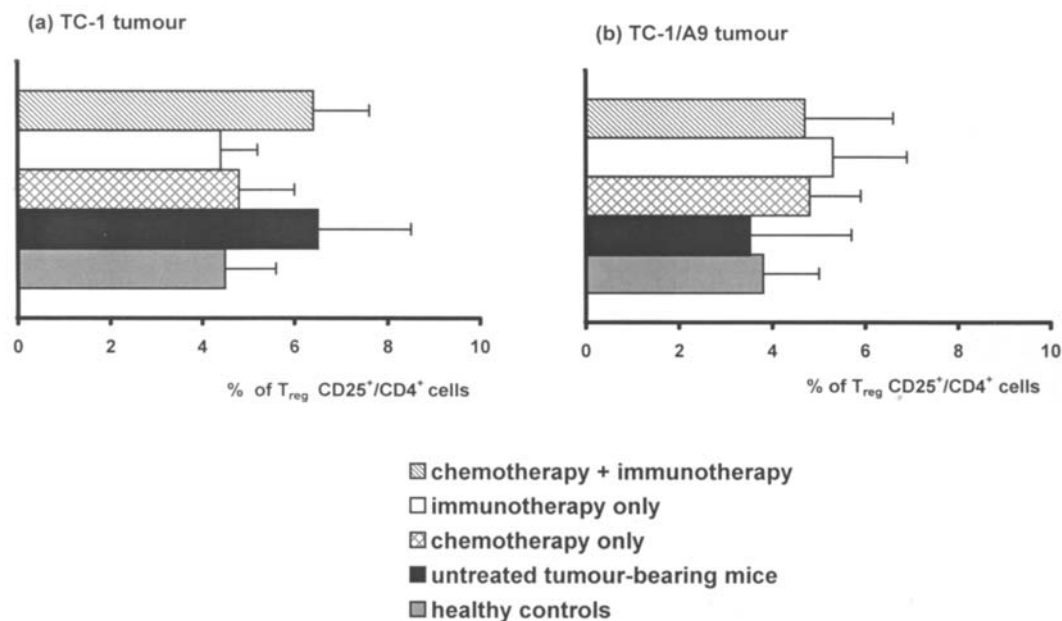 (a) TC-1 tumour
(b) TC-1/A9 tumour
0 2 4 6 8 10
0 2 4 6 8 10
% of Treg CD25+/CD4+ cells
% of Treg CD25+/CD4+ cells
chemotherapy + immunotherapy
immunotherapy only
chemotherapy only
untreated tumour-bearing mice
healthy controls